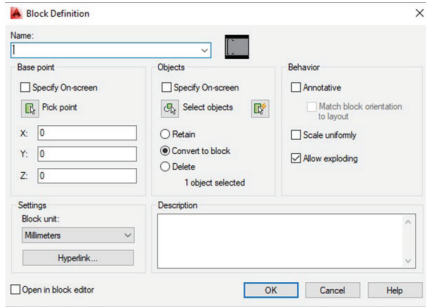 Block Definition
Name:
Base point
Specify On-screen
Pick point
X: 0
Y: 0
Z: 0
Objects
Specify On-screen
Select objects
Retain
Convert to block
Delete
1 object selected
Behavior
Annotative
Match block orientation
to layout
Scale uniformly
Allow exploding
Settings
Block unit:
Millimeters
Hyperlink...
Description
Open in block editor
OK
Cancel
Help